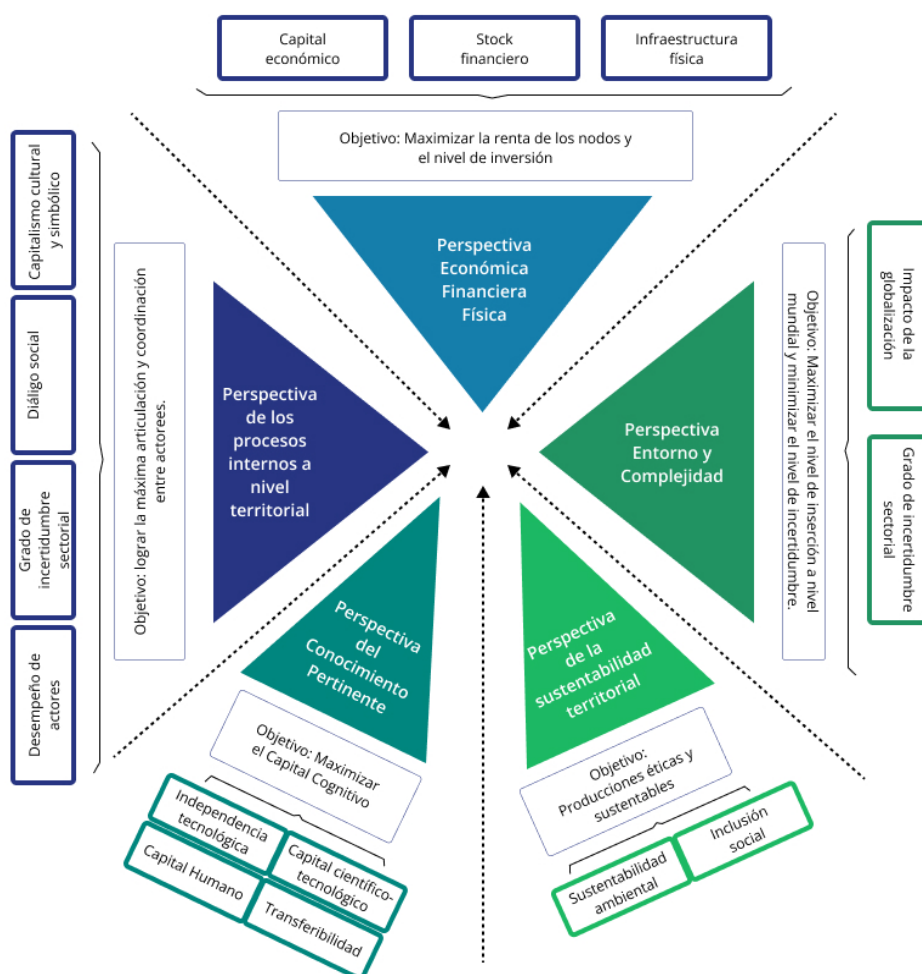 Capital
económico
Stock
financiero
Infraestructura
física
Objetivo: Maximizar la renta de los nodos y
el nivel de inversión
Perspectiva
Económica
Financiera
Física
Capitalismo cultural
y simbólico
Diáligo social
Grado de
incertidumbre
sectorial
Desempeño de
actores
Objetivo: lograr la máxima articulación y coordinación
entre actorees.
Perspectiva
de los
procesos
internos a
nivel
territorial
Perspectiva
Entorno y
Complejidad
Objetivo: Maximizar el nivel de inserción a nivel
mundial y minimizar el nivel de incertidumbre.
Impacto de la
globalización
Grado de incertidumbre
sectorial
Perspectiva
del
Conocimiento
Pertinente
Objetivo: Maximizar
el Capital Cognitivo
Independencia
tecnológica
Capital científico-
tecnológico
Capital Humano
Transferibilidad
Perspectiva
de la
sustentabilidad
territorial
Objetivo:
Producciones éticas y
sustentables
Sustentabilidad
ambiental
Inclusión
social